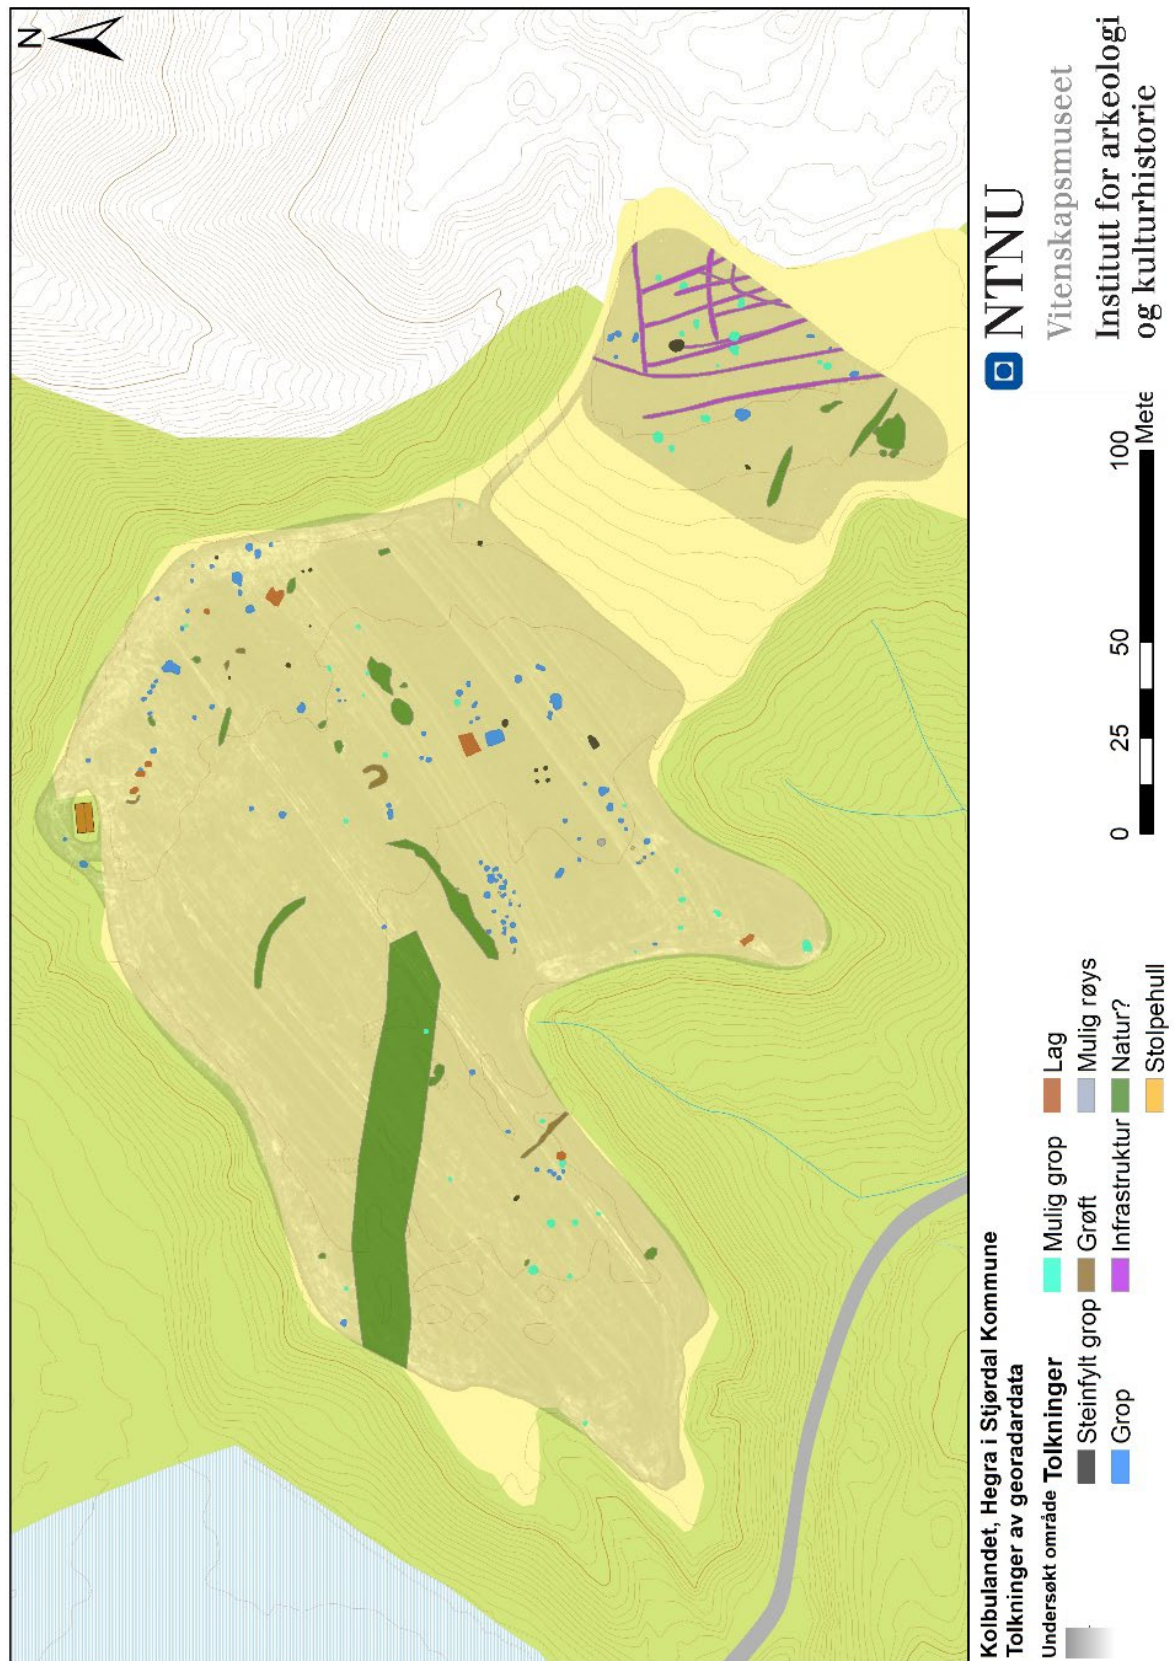 N
Kolbulandet, Hegra i Stjørdal Kommune
Tolkninger av georadardata
Undersøkt område
Tolkninger
Steinfylt grop
Grop
Mulig grop
Grøft
Infrastruktur
Lag
Mulig røys
Natur?
Stolpehull
0 25 50 100
Mete
NTNU
Vitenskapsmuseet
Institutt for arkeologi
og kulturhistorie